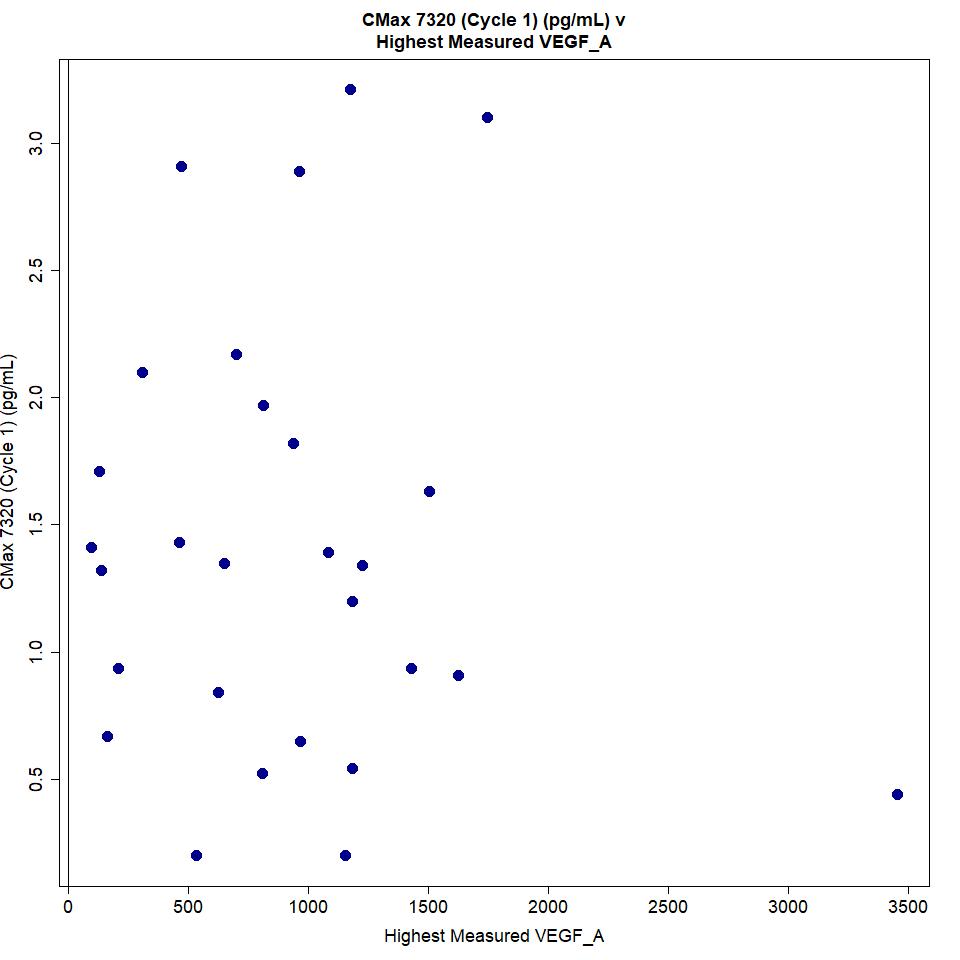 CMax 7320 (Cycle 1) (pg/mL) v
Highest Measured VEGF_A
CMax 7320 (Cycle 1) (pg/mL)
3.0
2.5
2.0
1.5
1.0
0.5
0 500 1000 1500 2000 2500 3000 3500
Highest Measured VEGF_A